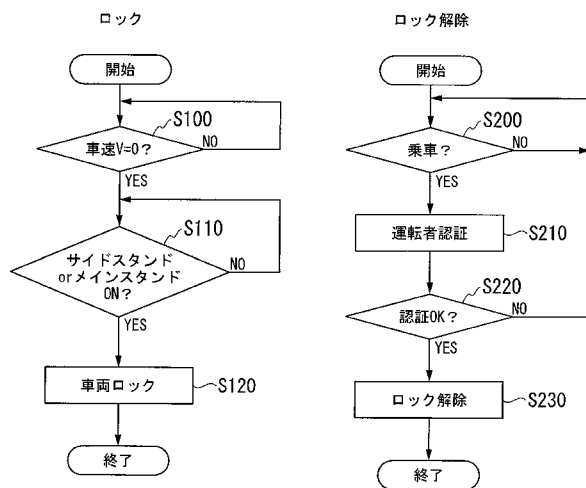 ロック
開始
S100
車速V=0?
NO
YES
S110
サイドスタンド
orメインスタンド
ON?
NO
YES
車両ロック
S120
終了
ロック解除
開始
S200
乗車?
NO
YES
運転者認証
S210
S220
認証OK?
NO
YES
ロック解除
S230
終了